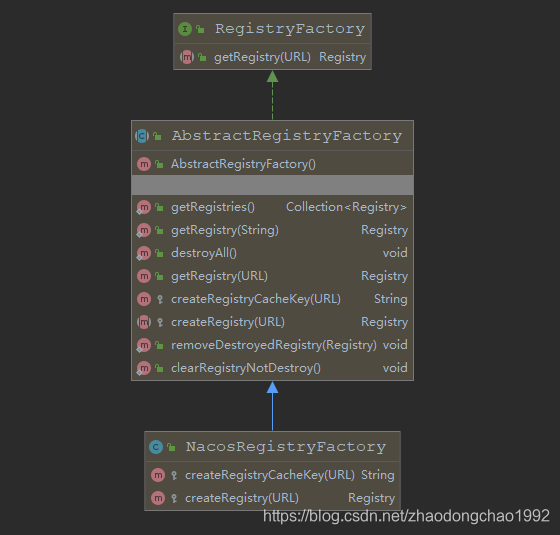 RegistryFactory
getRegistry(URL) Registry
AbstractRegistryFactory
AbstractRegistryFactory()
getRegistries() Collection<Registry>
getRegistry(String) Registry
destroyAll() void
getRegistry(URL) Registry
createRegistryCacheKey(URL) String
createRegistry(URL) Registry
removeDestroyedRegistry(Registry) void
clearRegistryNotDestroy() void
NacosRegistryFactory
createRegistryCacheKey(URL) String
createRegistry(URL) Registry
https://blog.csdn.net/zhaodongchao1992